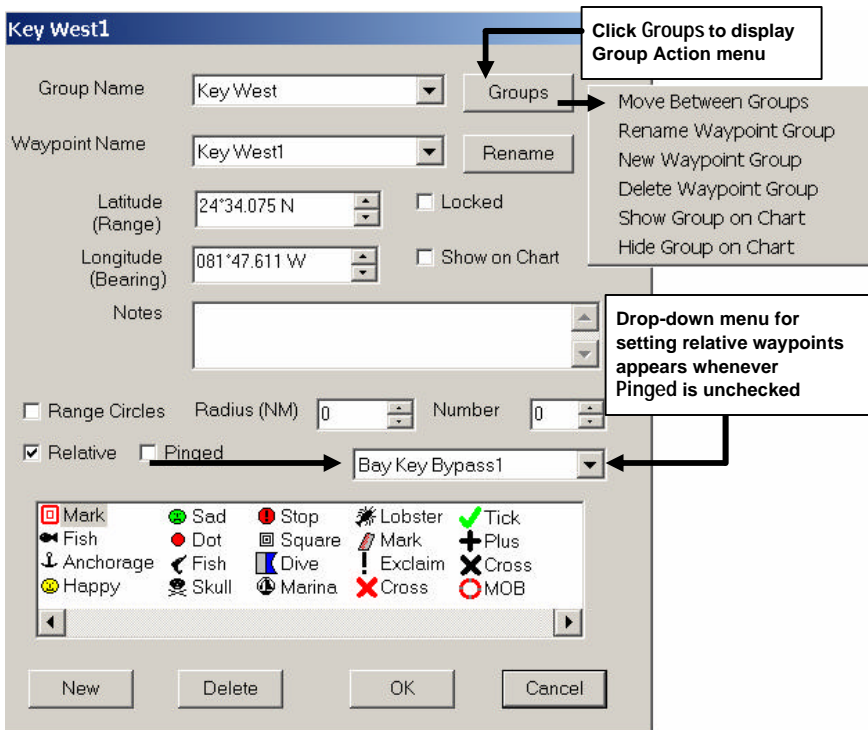 Key West1
Click Groups to display
Group Action menu
Group Name
Key West
Groups
Move Between Groups
Rename Waypoint Group
New Waypoint Group
Delete Waypoint Group
Show Group on Chart
Hide Group on Chart
Waypoint Name
Key West1
Rename
Latitude
(Range)
24°34.075 N
Locked
Longitude
(Bearing)
081°47.611 W
Show on Chart
Notes
Drop-down menu for
setting relative waypoints
appears whenever
Pinged is unchecked
Range Circles Radius (NM) 0 Number 0
Relative Pinged Bay Key Bypass1
Mark Sad Stop Lobster Tick
Fish Dot Square Mark Plus
Anchorage Fish Dive Exclaim Cross
Happy Skull Marina Cross MOB
New Delete OK Cancel